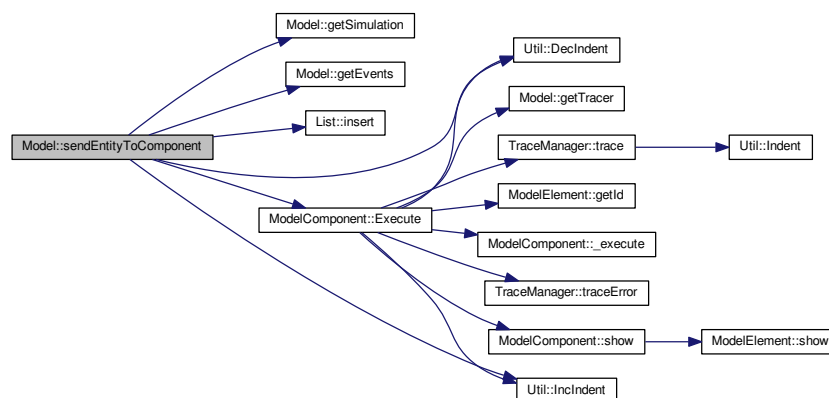 Model::getSimulation
Util::DecIndent
Model::getEvents
Model::getTracer
List::insert
Model::sendEntityToComponent
TraceManager::trace
Util::Indent
ModelElement::getId
ModelComponent::Execute
ModelComponent::_execute
TraceManager::traceError
ModelComponent::show
ModelElement::show
Util::IncIndent